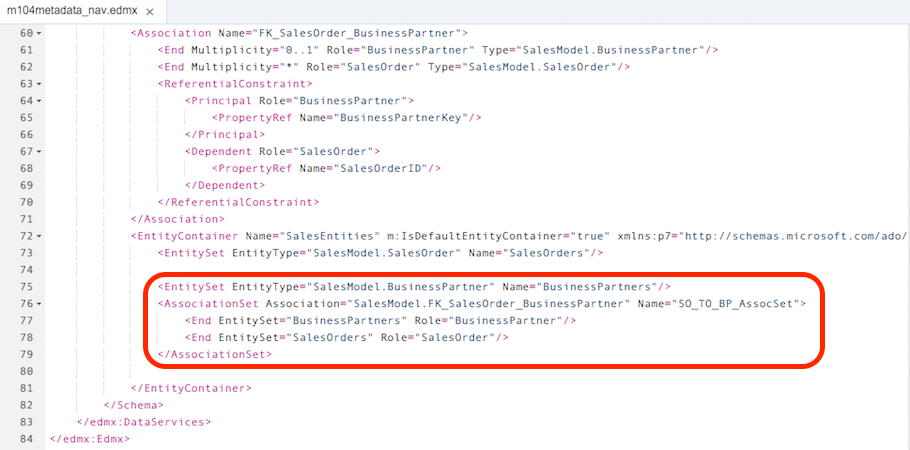 m104metadata_nav.edmx ×
60 <Association Name="FK_SalesOrder_BusinessPartner">
61 <End Multiplicity="0..1" Role="BusinessPartner" Type="SalesModel.BusinessPartner"/>
62 <End Multiplicity="*" Role="SalesOrder" Type="SalesModel.SalesOrder"/>
63 <ReferentialConstraint>
64 <Principal Role="BusinessPartner">
65 <PropertyRef Name="BusinessPartnerKey"/>
66 </Principal>
67 <Dependent Role="SalesOrder">
68 <PropertyRef Name="SalesOrderID"/>
69 </Dependent>
70 </ReferentialConstraint>
71 </Association>
72 <EntityContainer Name="SalesEntities" m:IsDefaultEntityContainer="true" xmlns:p7="http://schemas.microsoft.com/ado/
73 <EntitySet EntityType="SalesModel.SalesOrder" Name="SalesOrders"/>
74
75 <EntitySet EntityType="SalesModel.BusinessPartner" Name="BusinessPartners"/>
76 <AssociationSet Association="SalesModel.FK_SalesOrder_BusinessPartner" Name="SO_TO_BP_AssocSet">
77 <End EntitySet="BusinessPartners" Role="BusinessPartner"/>
78 <End EntitySet="SalesOrders" Role="SalesOrder"/>
79 </AssociationSet>
80
81 </EntityContainer>
82 </Schema>
83 </edmx:DataServices>
84 </edmx:Edmx>